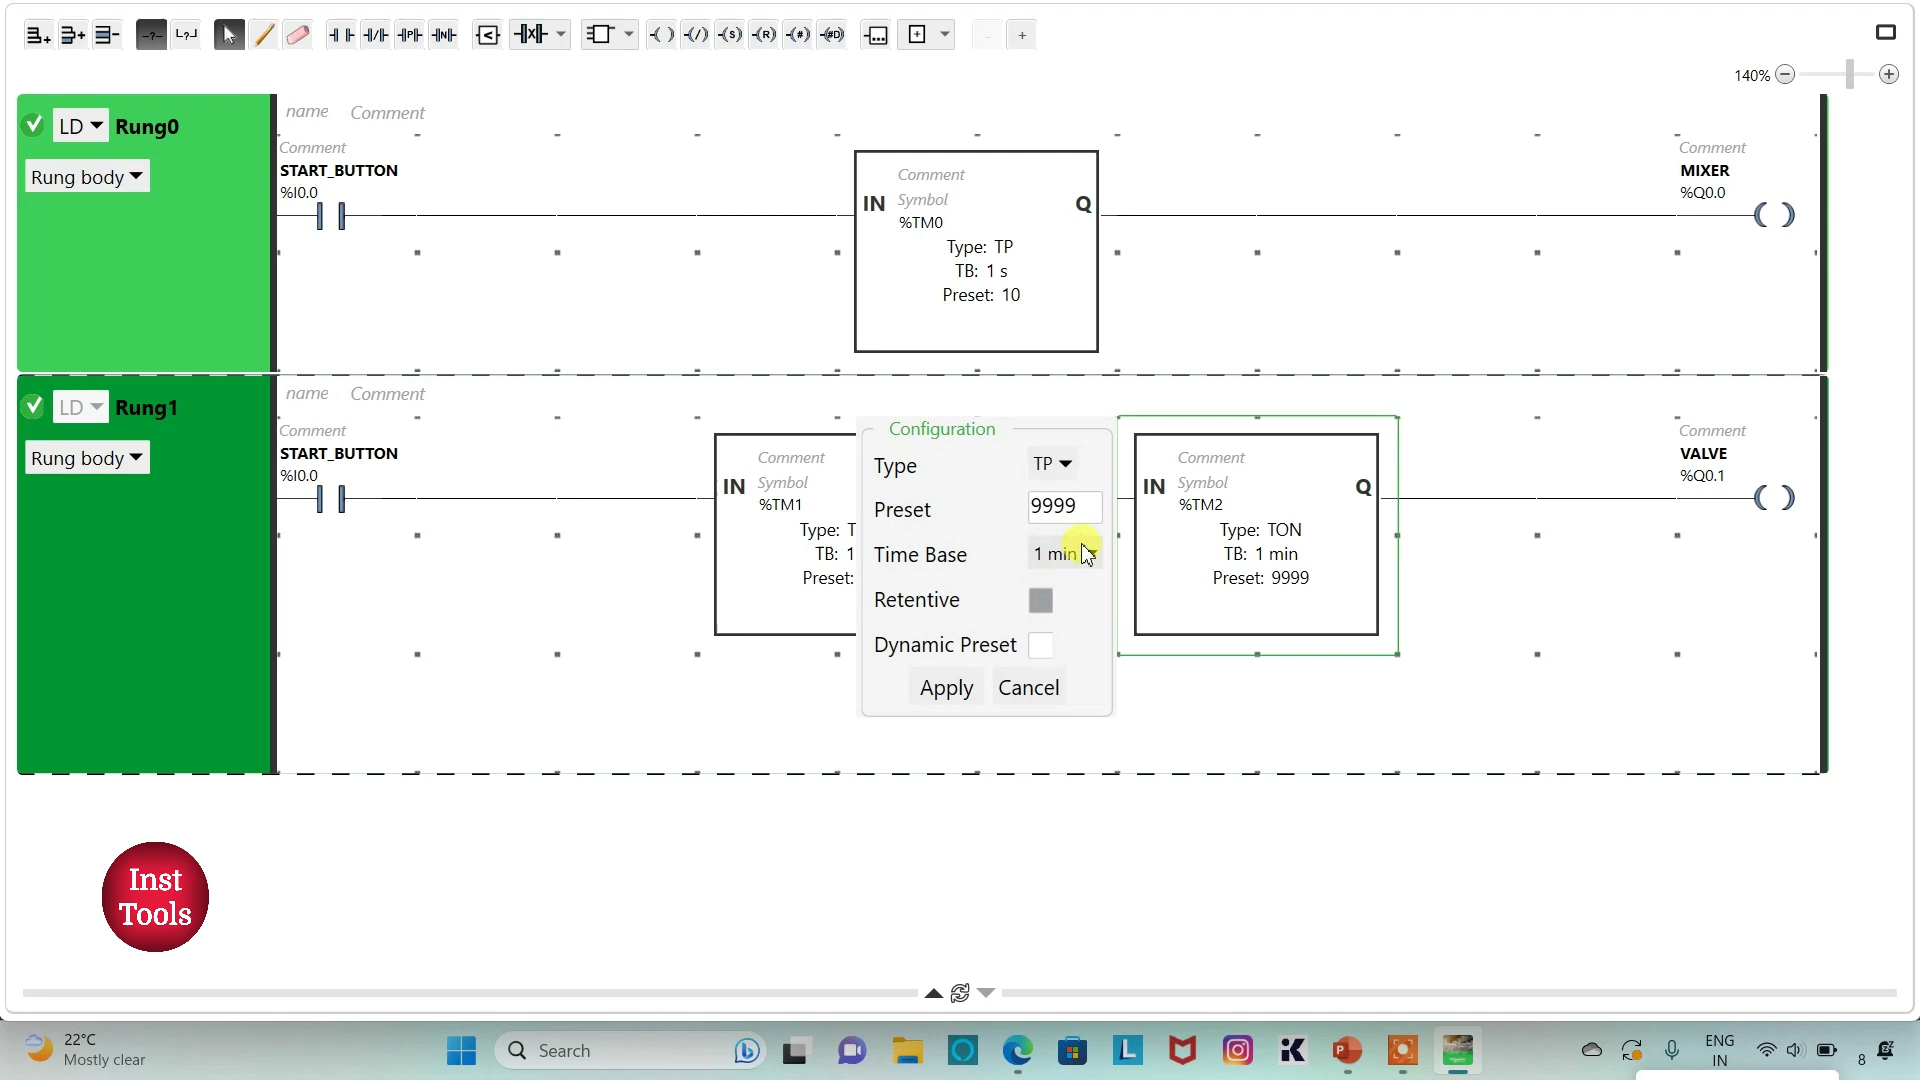 140%
LD Rung0
name Comment
Rung body
Comment
START_BUTTON
%I0.0
Comment
IN Symbol Q
%TM0
Type: TP
TB: 1 s
Preset: 10
Comment
MIXER
%Q0.0
LD Rung1
name Comment
Rung body
Comment
START_BUTTON
%I0.0
Comment
IN Symbol
%TM1
Type: T
TB: 1
Preset:
Configuration
Type TP
Preset 9999
Time Base 1 min
Retentive
Dynamic Preset
Apply Cancel
Comment
IN Symbol Q
%TM2
Type: TON
TB: 1 min
Preset: 9999
Comment
VALVE
%Q0.1
Inst
Tools
22°C
Mostly clear
Search
ENG
IN
8